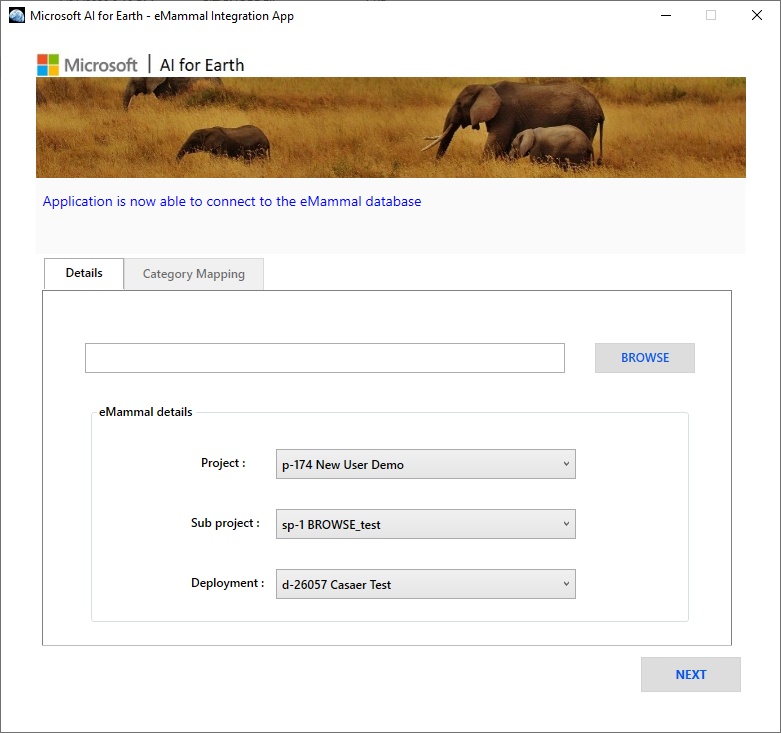 Microsoft AI for Earth - eMammal Integration App
Microsoft | AI for Earth
Application is now able to connect to the eMammal database
Details
Category Mapping
BROWSE
eMammal details
Project :
p-174 New User Demo
Sub project :
sp-1 BROWSE_test
Deployment :
d-26057 Casaer Test
NEXT